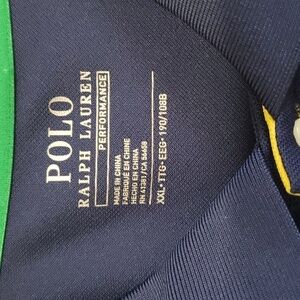 POLO
RALPH LAUREN
PERFORMANCE
MADE IN CHINA
FABRIQUÉ EN CHINE
HECHO EN CHINA
RN 41381/CA 56458
XXL• TTG• EEG• 190/108B